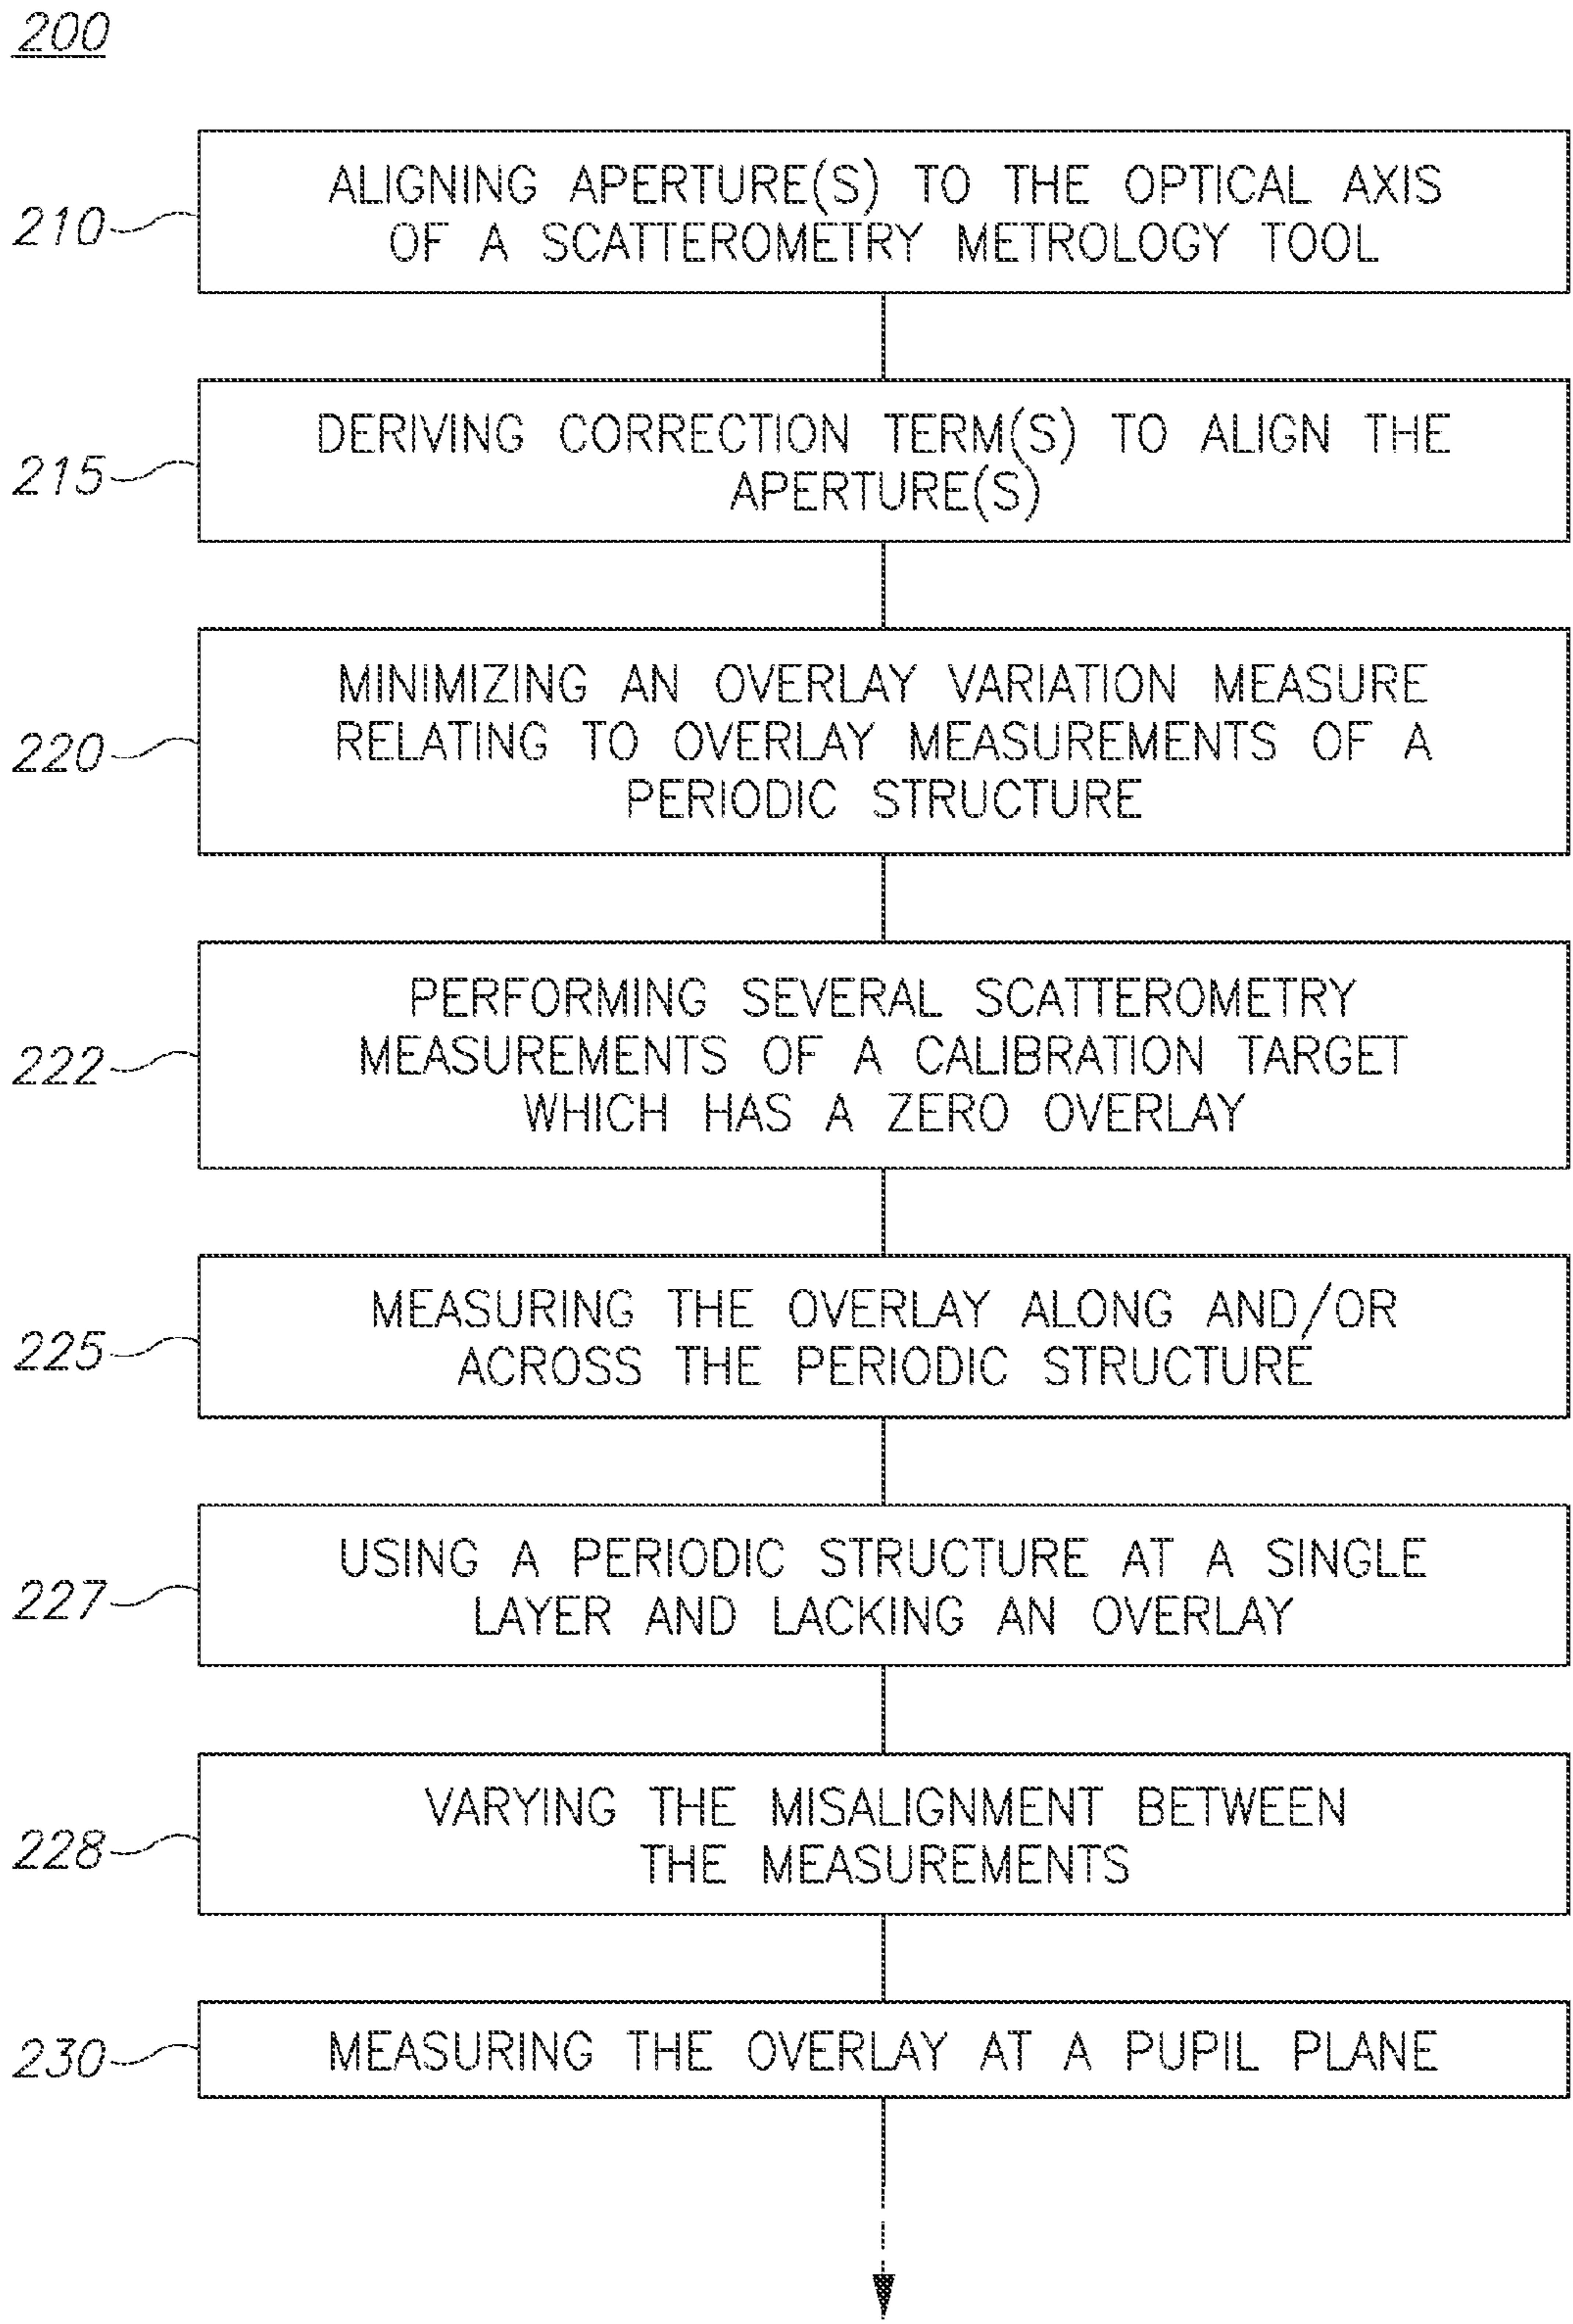 200
210
ALIGNING APERTURE(S) TO THE OPTICAL AXIS
OF A SCATTEROMETRY METROLOGY TOOL
215
DERIVING CORRECTION TERM(S) TO ALIGN THE
APERTURE(S)
220
MINIMIZING AN OVERLAY VARIATION MEASURE
RELATING TO OVERLAY MEASUREMENTS OF A
PERIODIC STRUCTURE
222
PERFORMING SEVERAL SCATTEROMETRY
MEASUREMENTS OF A CALIBRATION TARGET
WHICH HAS A ZERO OVERLAY
225
MEASURING THE OVERLAY ALONG AND/OR
ACROSS THE PERIODIC STRUCTURE
227
USING A PERIODIC STRUCTURE AT A SINGLE
LAYER AND LACKING AN OVERLAY
228
VARYING THE MISALIGNMENT BETWEEN
THE MEASUREMENTS
230
MEASURING THE OVERLAY AT A PUPIL PLANE